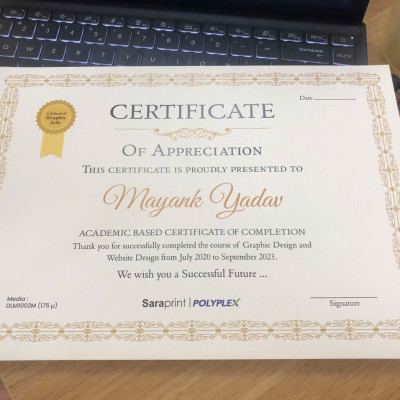 CERTIFICATE
Date
A School of
Graphic
Arts
OF APPRECIATION
THIS CERTIFICATE IS PROUDLY PRESENTED TO
Mayank Yadav
ACADEMIC BASED CERTIFICATE OF COMPLETION
Thank you for successfully completed the course of Graphic Design and
Website Design from July 2020 to September 2023.
We wish you a Successful Future ...
Media :
DLM1002M (175 µ)
Saraprint | POLYPLEX
Signature